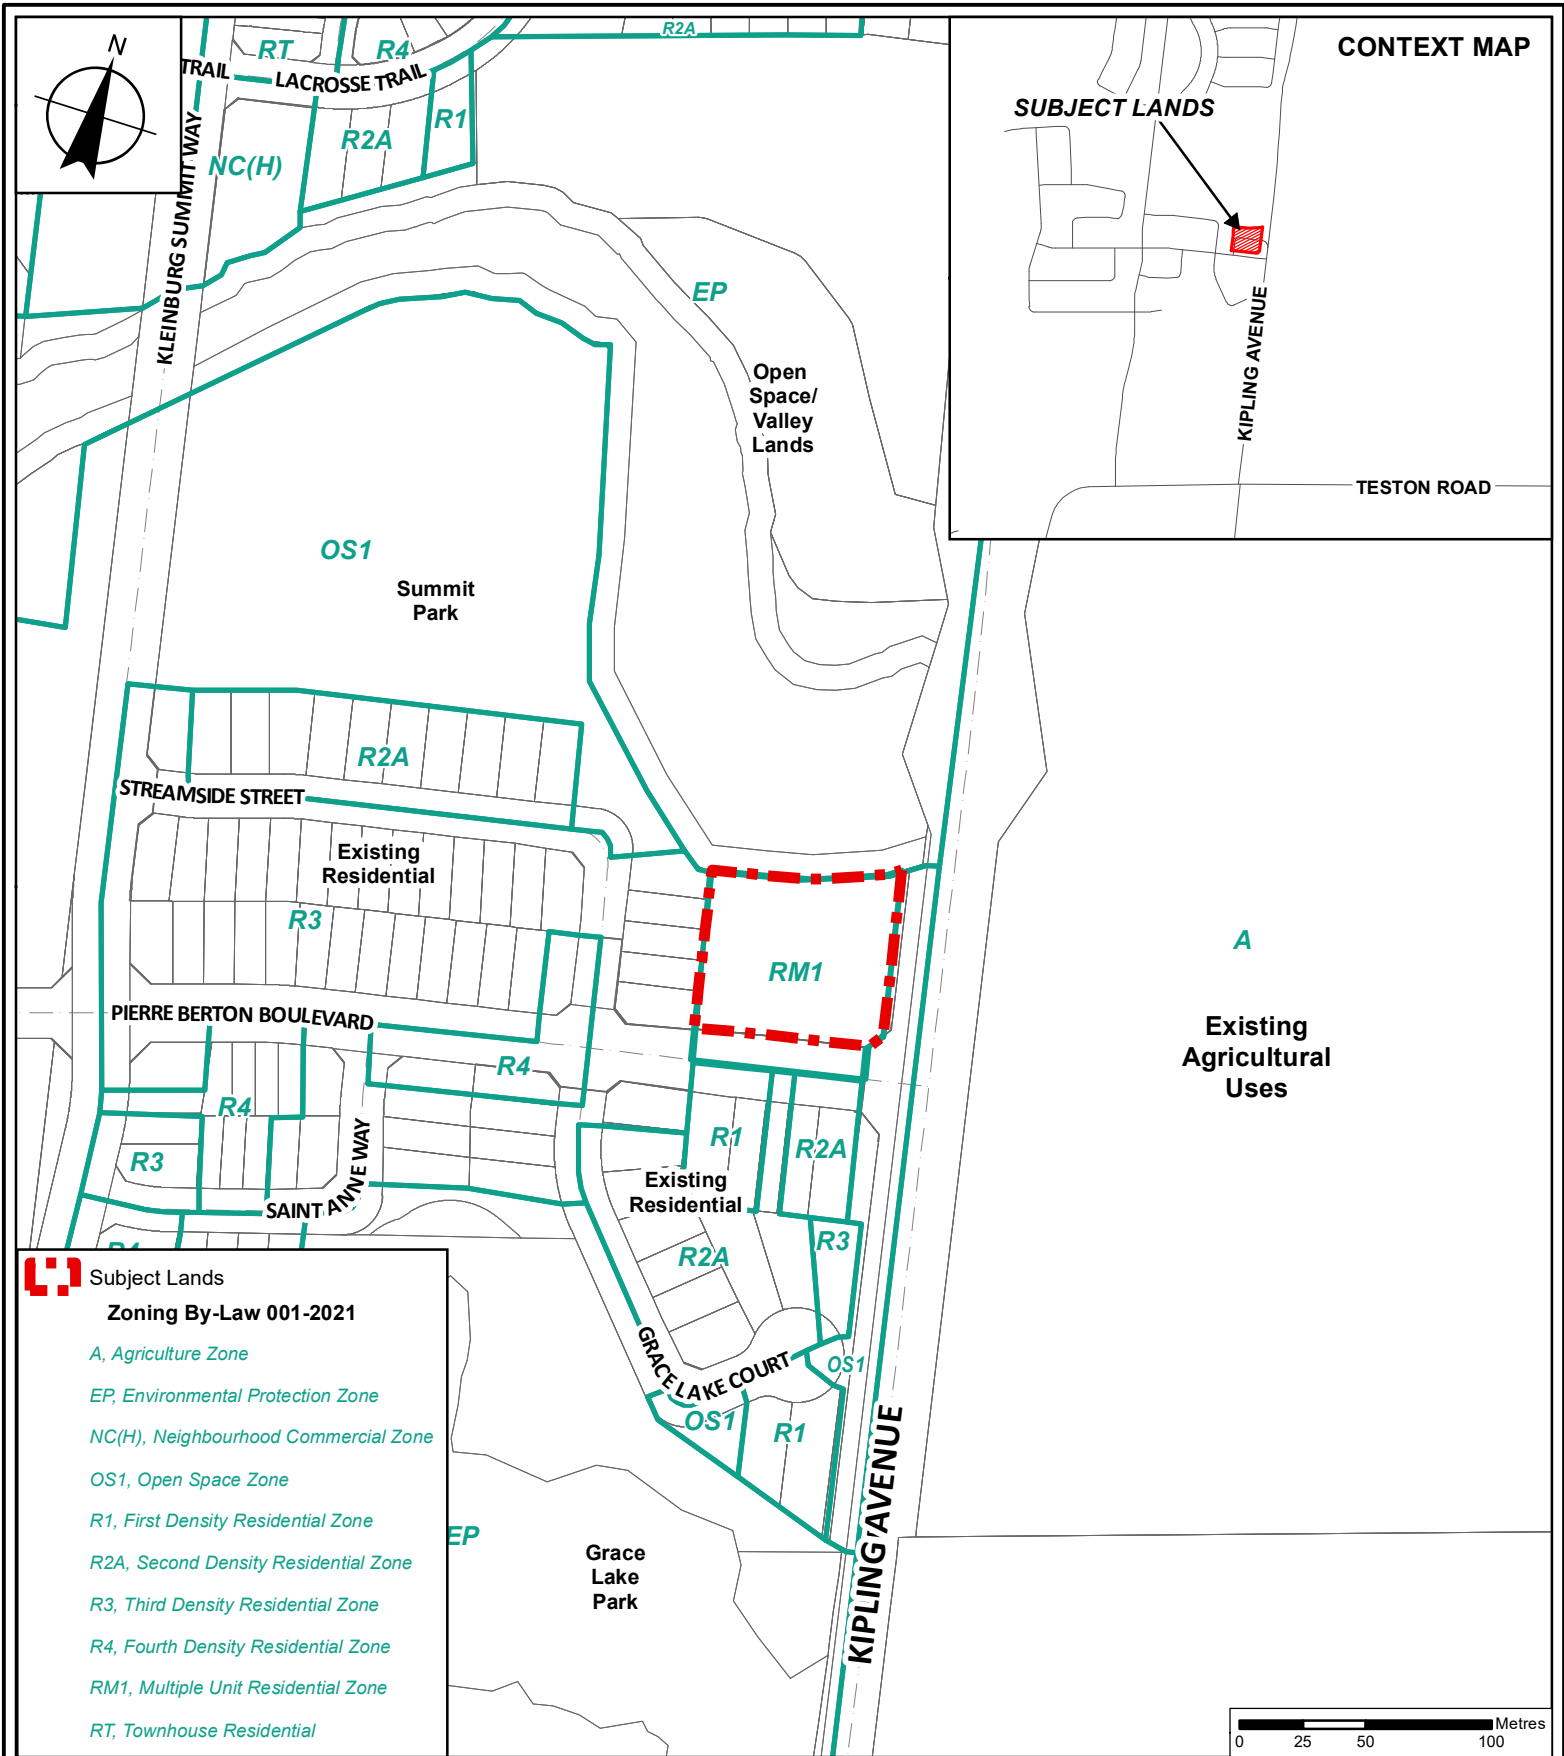 N
R2A
CONTEXT MAP
SUBJECT LANDS
KIPLING AVENUE
TESTON ROAD
RT
R4
TRAIL
LACROSSE TRAIL
R1
R2A
NC(H)
KLEINBURG SUMMIT WAY
EP
Open
Space/
Valley
Lands
OS1
Summit
Park
R2A
STREAMSIDE STREET
Existing
Residential
R3
RM1
A
Existing
Agricultural
Uses
PIERRE BERTON BOULEVARD
R4
R4
R3
SAINT ANNE WAY
R1
R2A
Existing
Residential
R3
R2A
R4
GRACE LAKE COURT
OS1
OS1
R1
KIPLING AVENUE
EP
Grace
Lake
Park
Subject Lands
Zoning By-Law 001-2021
A, Agriculture Zone
EP, Environmental Protection Zone
NC(H), Neighbourhood Commercial Zone
OS1, Open Space Zone
R1, First Density Residential Zone
R2A, Second Density Residential Zone
R3, Third Density Residential Zone
R4, Fourth Density Residential Zone
RM1, Multiple Unit Residential Zone
RT, Townhouse Residential
Metres
0 25 50 100